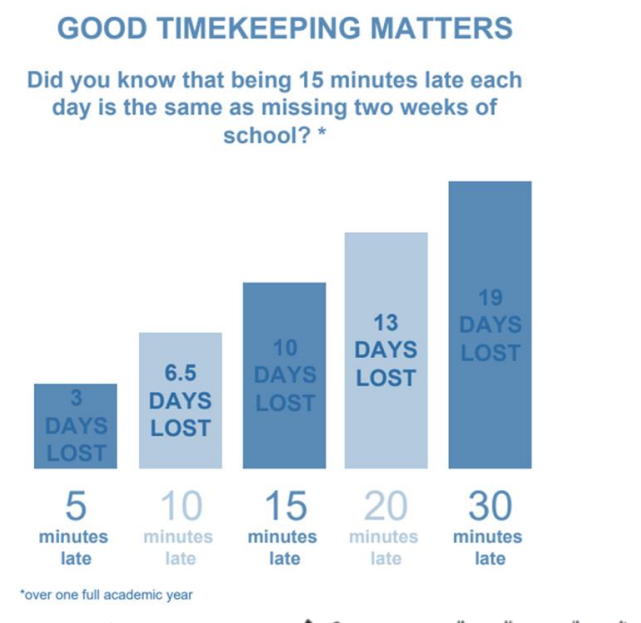 GOOD TIMEKEEPING MATTERS
Did you know that being 15 minutes late each
day is the same as missing two weeks of
school? *
3
DAYS
LOST
6.5
DAYS
LOST
10
DAYS
LOST
13
DAYS
LOST
19
DAYS
LOST
5
minutes
late
10
minutes
late
15
minutes
late
20
minutes
late
30
minutes
late
*over one full academic year